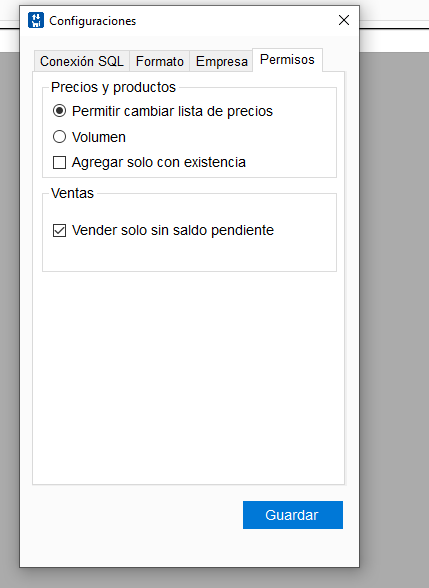 Configuraciones
Conexión SQL Formato Empresa Permisos
Precios y productos
Permitir cambiar lista de precios
Volumen
Agregar solo con existencia
Ventas
Vender solo sin saldo pendiente
Guardar